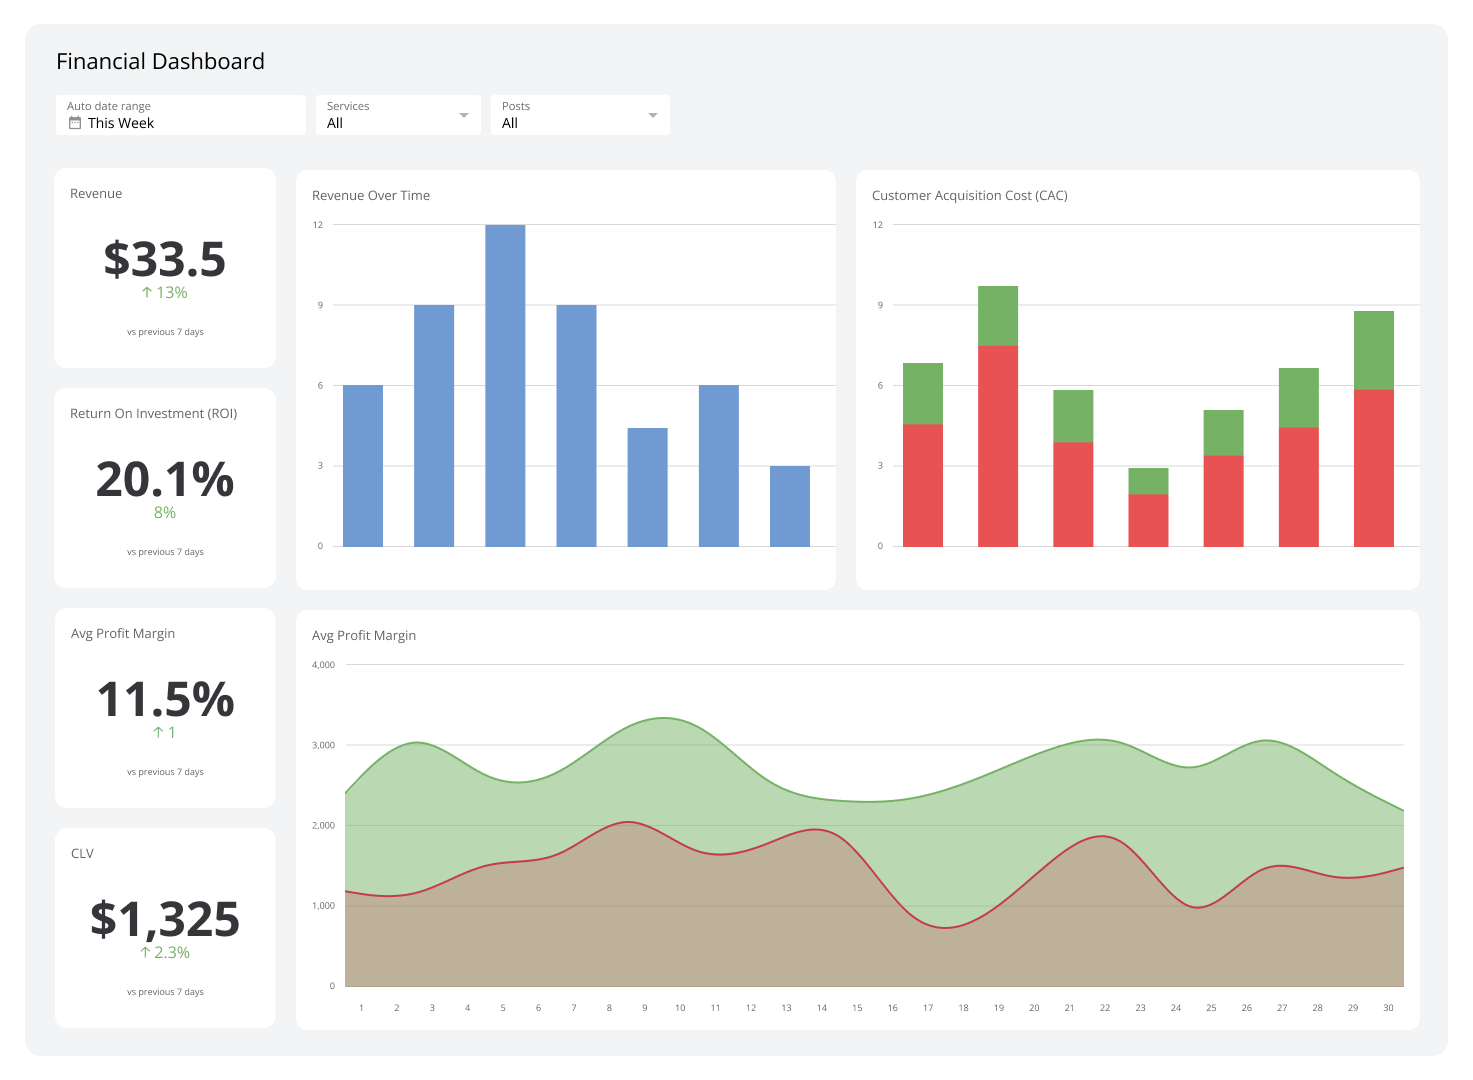 Financial Dashboard
Auto date range
This Week
Services
All
Posts
All
Revenue
$33.5
↑ 13%
vs previous 7 days
Return On Investment (ROI)
20.1%
8%
vs previous 7 days
Avg Profit Margin
11.5%
↑ 1
vs previous 7 days
CLV
$1,325
↑ 2.3%
vs previous 7 days
Revenue Over Time
12
9
6
3
0
Customer Acquisition Cost (CAC)
12
9
6
3
0
Avg Profit Margin
4,000
3,000
2,000
1,000
0
1 2 3 4 5 6 7 8 9 10 11 12 13 14 15 16 17 18 19 20 21 22 23 24 25 26 27 28 29 30